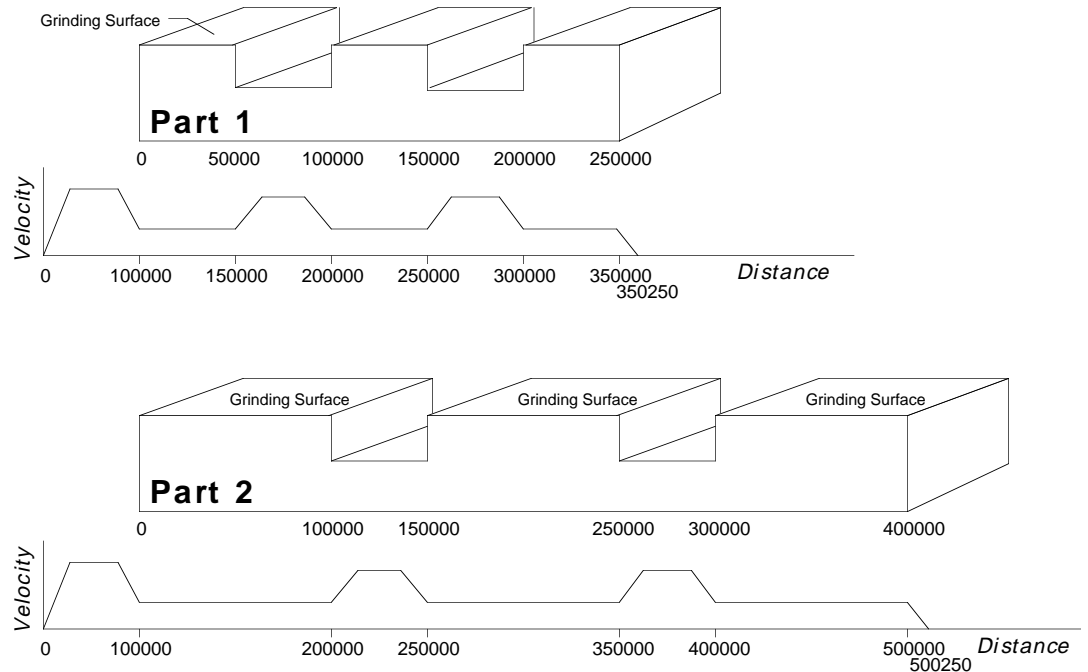 Grinding Surface
Part 1
0 50000 100000 150000 200000 250000
Velocity
0 100000 150000 200000 250000 300000 350000 Distance
350250
Grinding Surface Grinding Surface Grinding Surface
Part 2
0 100000 150000 250000 300000 400000
Velocity
0 100000 200000 250000 350000 400000 500000 Distance
500250